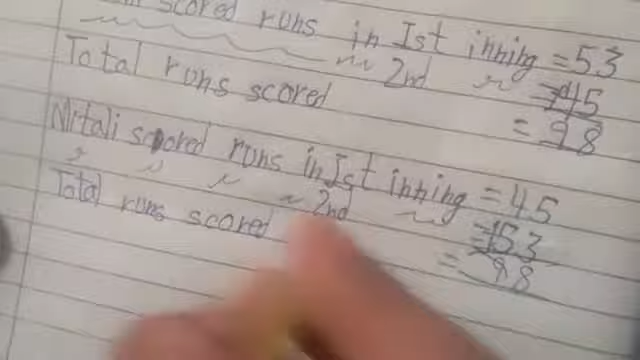 scored runs in Ist inning = 53
〃 2nd 〃 = +45
Total runs scored = 98
Nitali scored runs in Ist inning = 45
〃 〃 〃 〃 2nd 〃 = +53
Total runs scored = 98